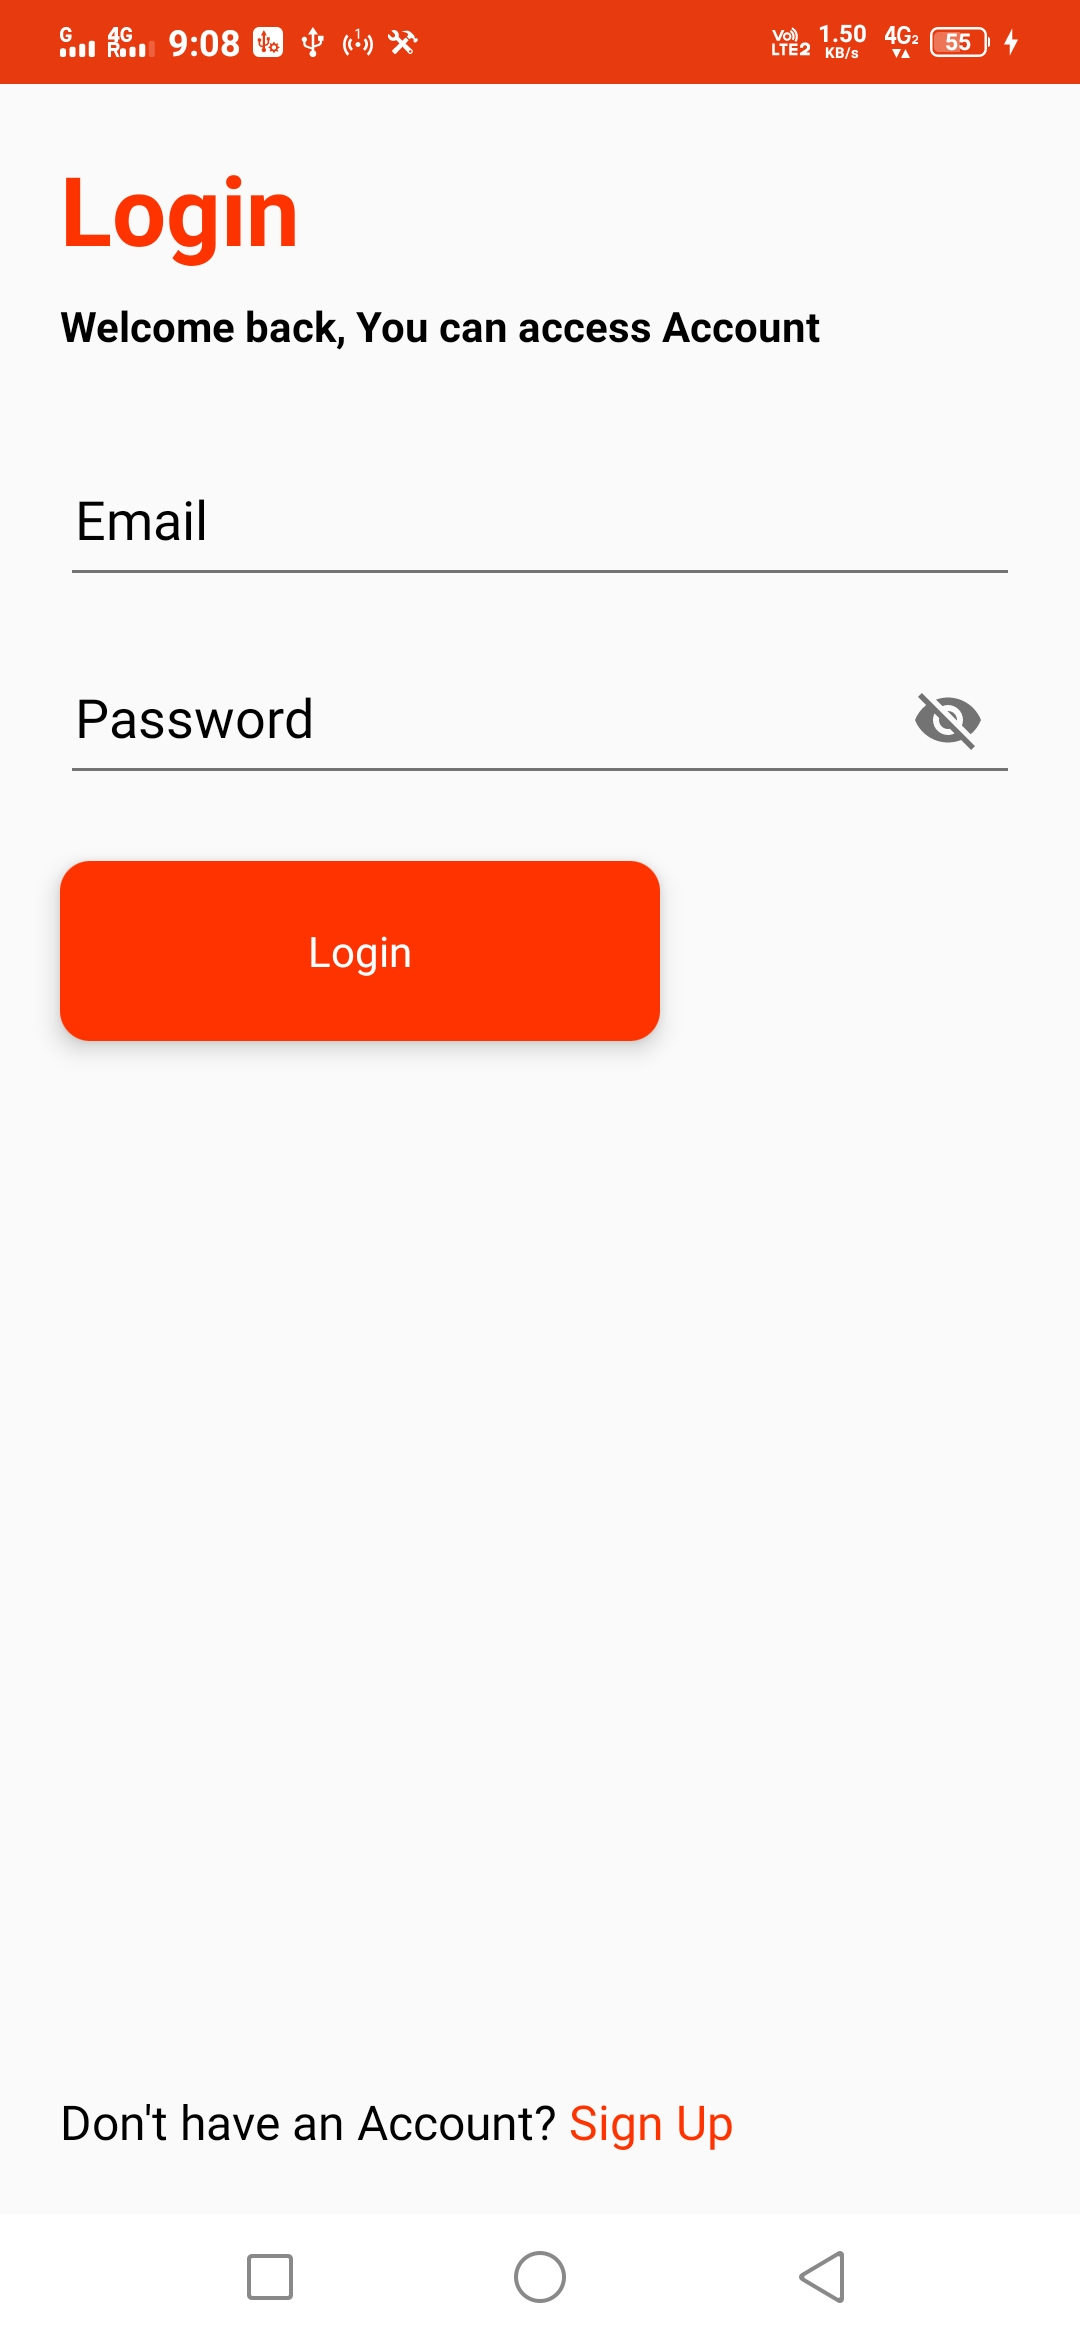 G 4G R 9:08 1 Vo)) LTE2 1.50 KB/s 4G2 55
Login
Welcome back, You can access Account
Email
Password
Login
Don't have an Account? Sign Up